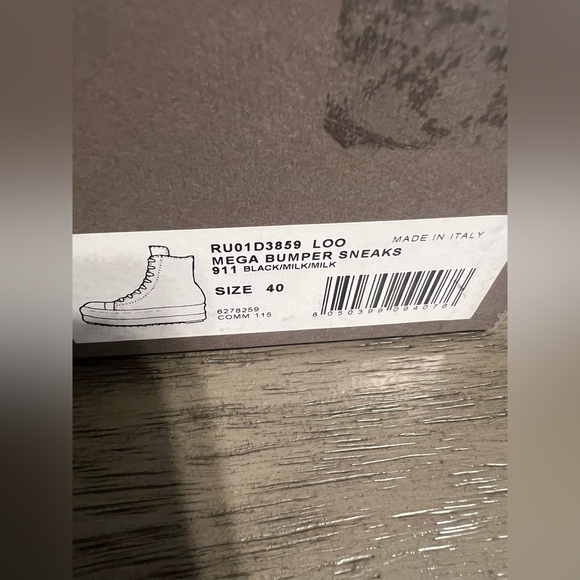 RU01D3859 LOO
MADE IN ITALY
MEGA BUMPER SNEAKS
911 BLACK/MILK/MILK
SIZE 40
6278259
COMM 115